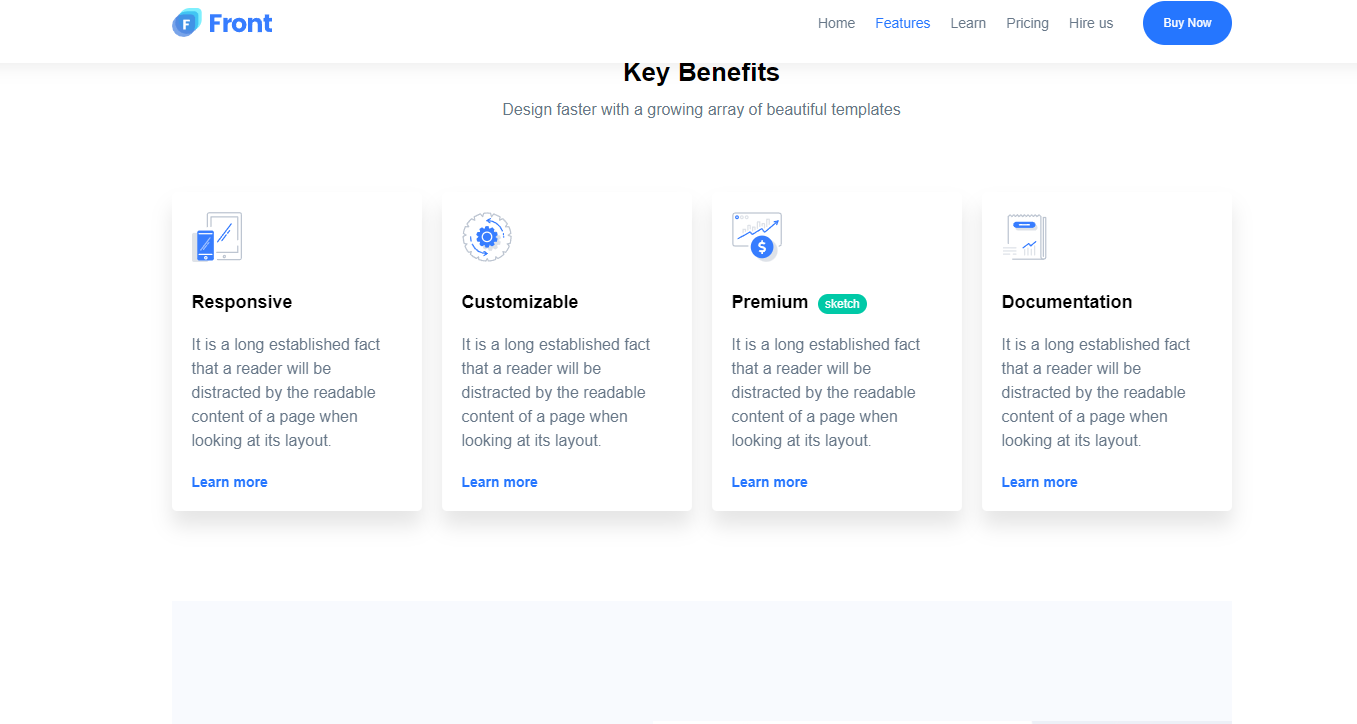 F Front
Home Features Learn Pricing Hire us Buy Now
Key Benefits
Design faster with a growing array of beautiful templates
Responsive
It is a long established fact
that a reader will be
distracted by the readable
content of a page when
looking at its layout.
Learn more
Customizable
It is a long established fact
that a reader will be
distracted by the readable
content of a page when
looking at its layout.
Learn more
$
Premium sketch
It is a long established fact
that a reader will be
distracted by the readable
content of a page when
looking at its layout.
Learn more
Documentation
It is a long established fact
that a reader will be
distracted by the readable
content of a page when
looking at its layout.
Learn more